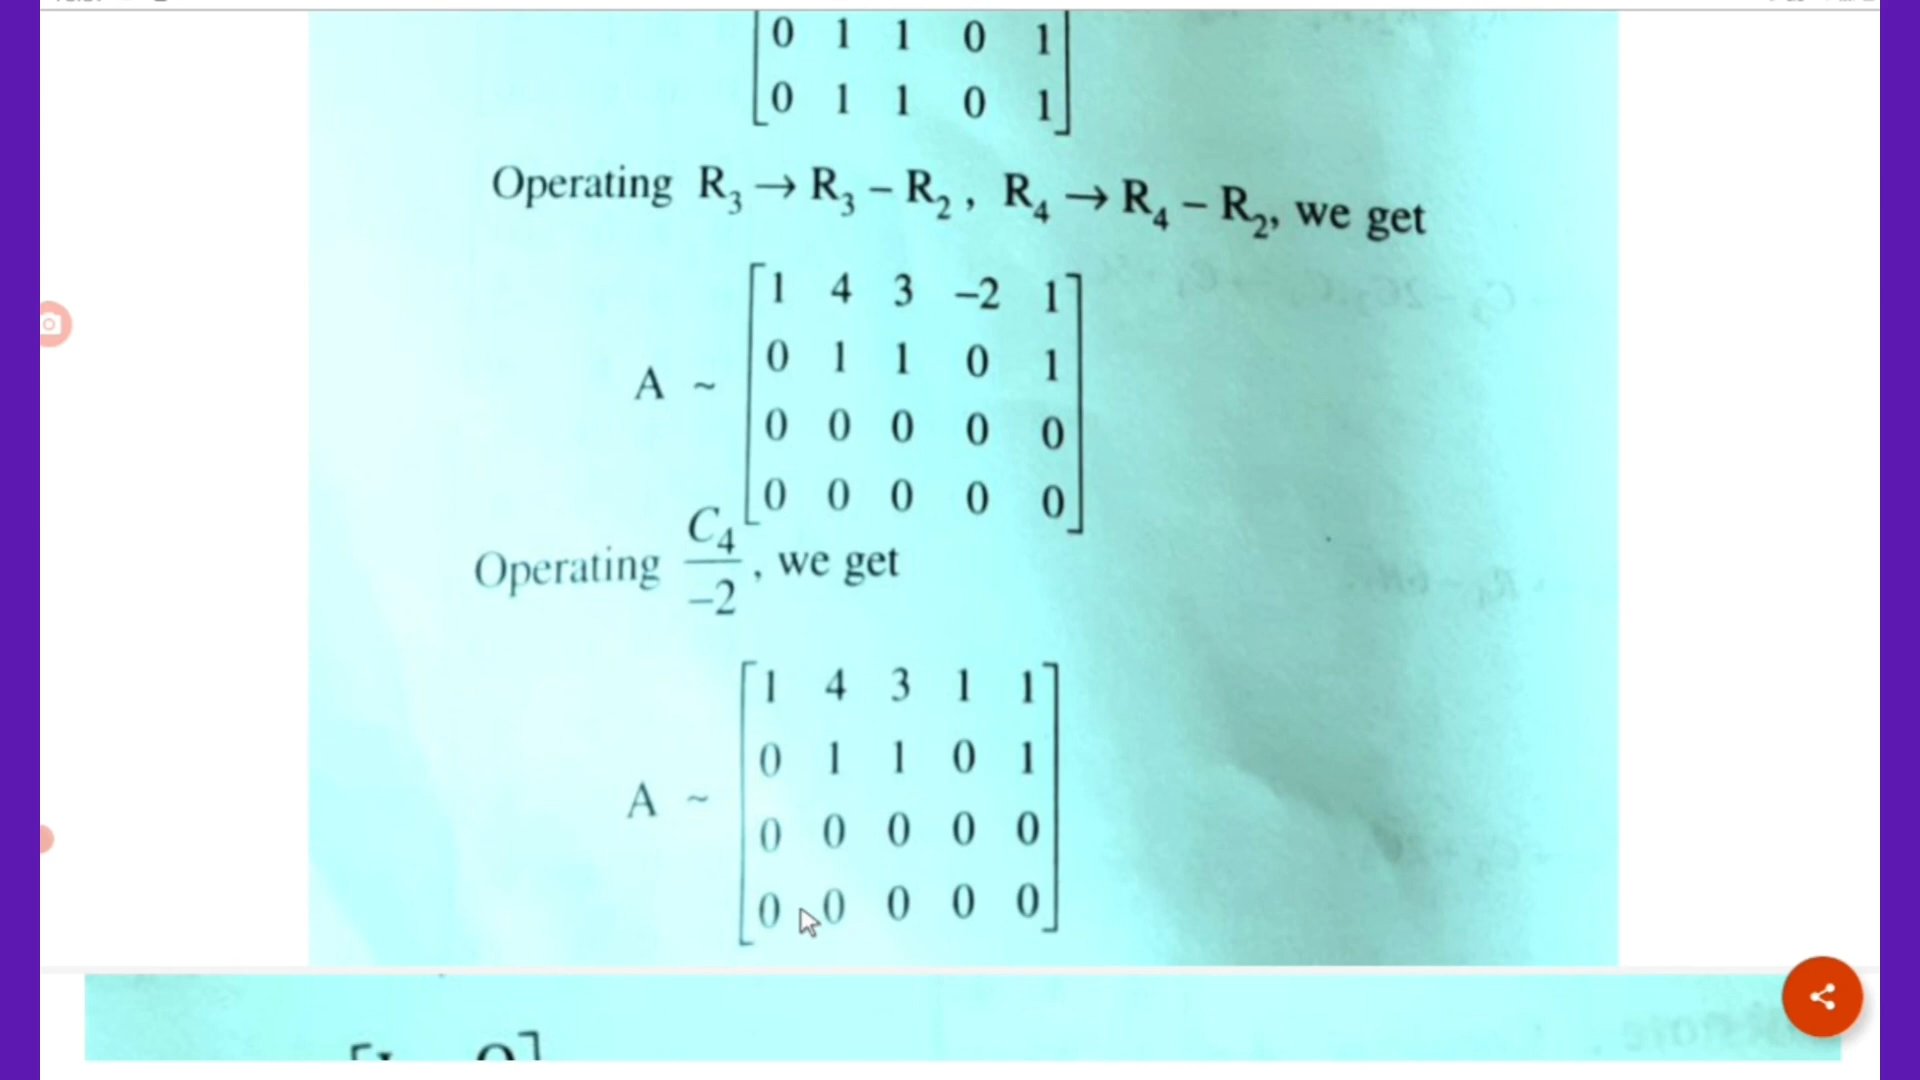 0 1 1 0 1
0 1 1 0 1
Operating R₃ → R₃ – R₂ , R₄ → R₄ – R₂, we get
1 4 3 –2 1
0 1 1 0 1
A ~
0 0 0 0 0
0 0 0 0 0
Operating C₄/–2 , we get
1 4 3 1 1
0 1 1 0 1
A ~
0 0 0 0 0
0 0 0 0 0